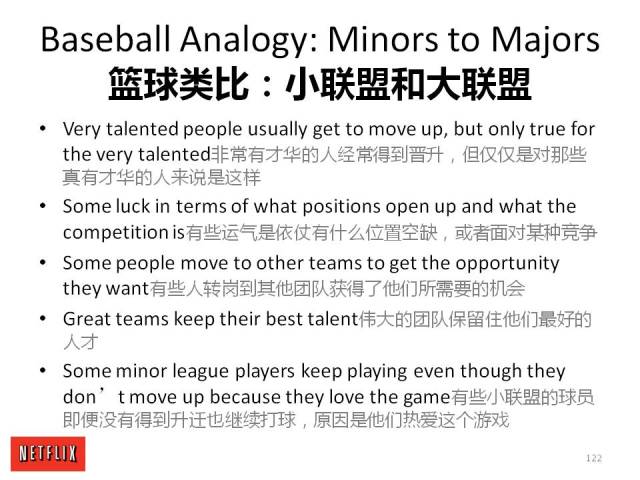 Baseball Analogy: Minors to Majors
篮球类比：小联盟和大联盟
• Very talented people usually get to move up, but only true for
the very talented非常有才华的人经常得到晋升，但仅仅是对那些
真有才华的人来说是这样
• Some luck in terms of what positions open up and what the
competition is有些运气是依仗有什么位置空缺，或者面对某种竞争
• Some people move to other teams to get the opportunity
they want有些人转岗到其他团队获得了他们所需要的机会
• Great teams keep their best talent伟大的团队保留住他们最好的
人才
• Some minor league players keep playing even though they
don’t move up because they love the game有些小联盟的球员
即便没有得到升迁也继续打球，原因是他们热爱这个游戏
NETFLIX
122